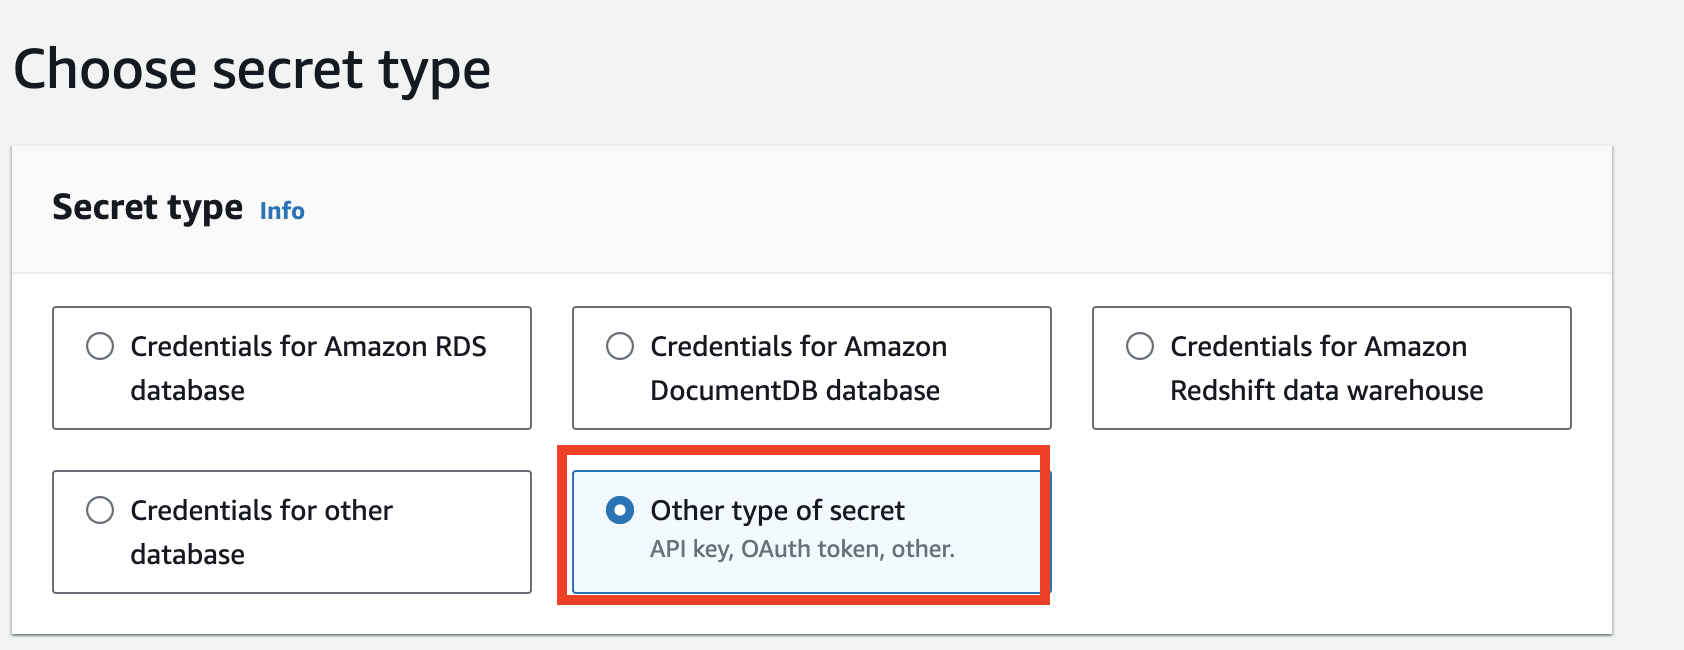 Choose secret type
Secret type Info
Credentials for Amazon RDS
database
Credentials for Amazon
DocumentDB database
Credentials for Amazon
Redshift data warehouse
Credentials for other
database
Other type of secret
API key, OAuth token, other.